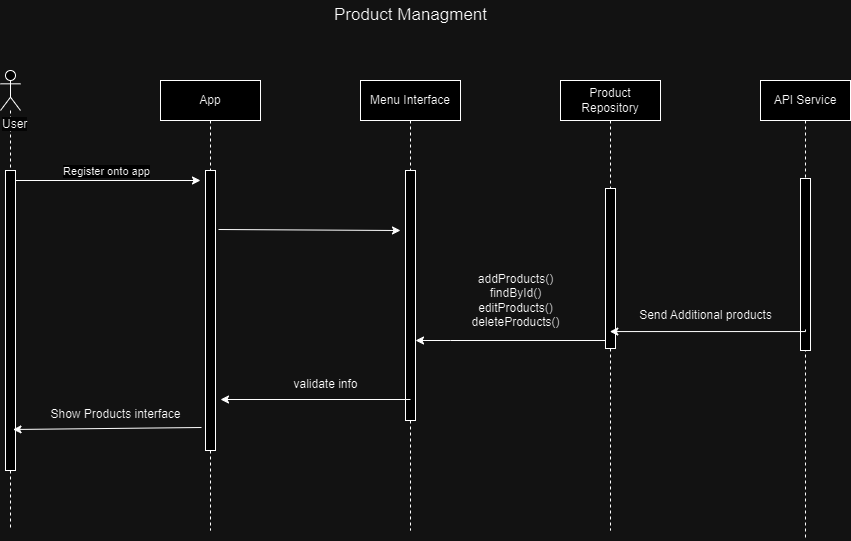 Product Managment
User
App
Menu Interface
Product
Repository
API Service
Register onto app
addProducts()
findById()
editProducts()
deleteProducts()
Send Additional products
validate info
Show Products interface